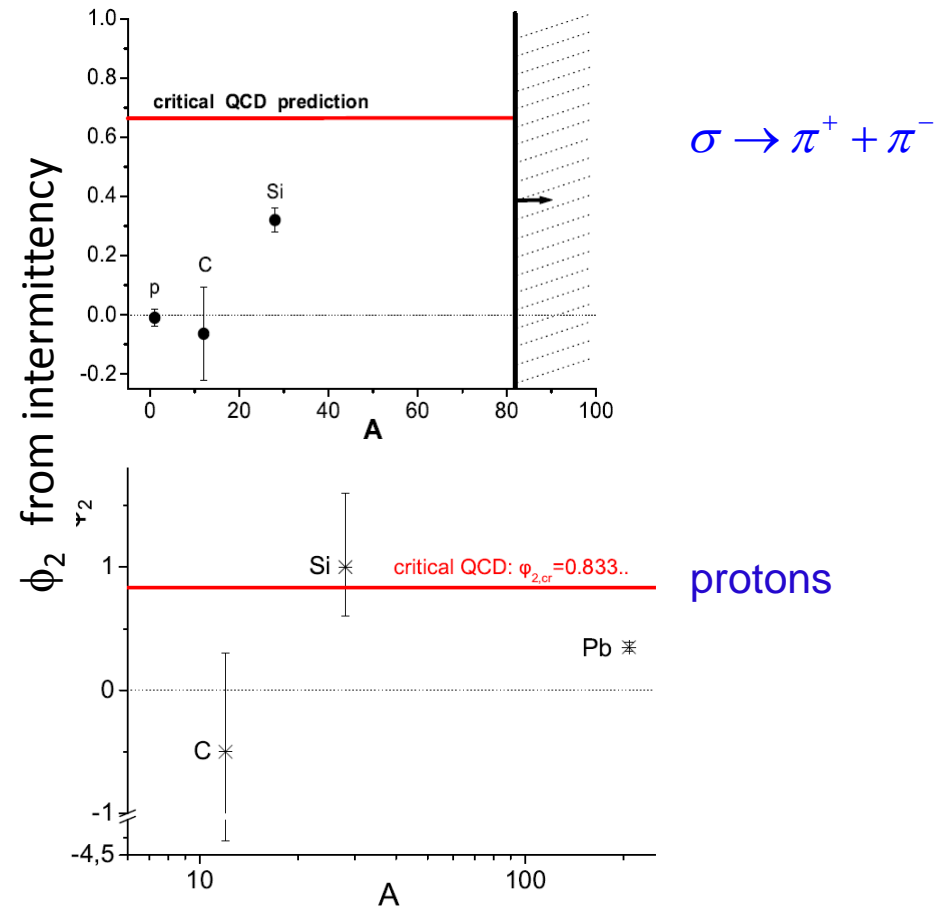 1.0
0.8
critical QCD prediction
0.6
σ → π⁺ + π⁻
Si
0.4
C
0.2
p
0.0
-0.2
0 20 40 60 80 100
A
ϕ₂ from intermittency
φ₂
1
Si
critical QCD: φ₂,cr=0.833..
protons
Pb
0
C
-1
-4,5
10 100
A